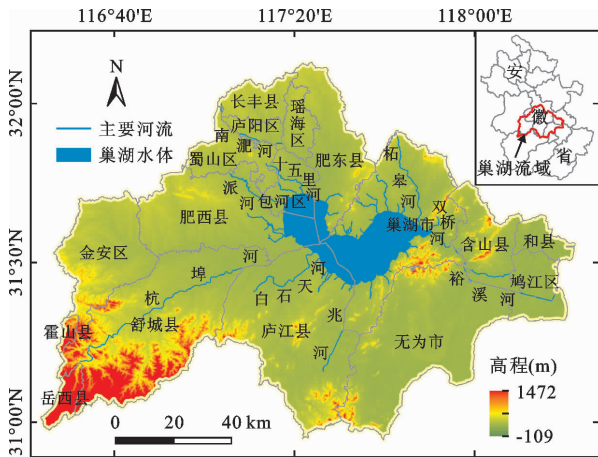 116°40'E
117°20'E
118°00'E
32°00'N
31°30'N
31°00'N
N
主要河流
巢湖水体
安
徽
省
巢湖流域
长丰县
瑶海区
庐阳区
南淝河
蜀山区
十五里河
肥东县
柘皋河
派河
包河区
肥西县
巢湖市
双桥河
含山县
和县
金安区
鸠江区
裕溪河
杭埠河
白石天河
兆河
霍山县
舒城县
庐江县
无为市
岳西县
高程(m)
1472
-109
0 20 40 km